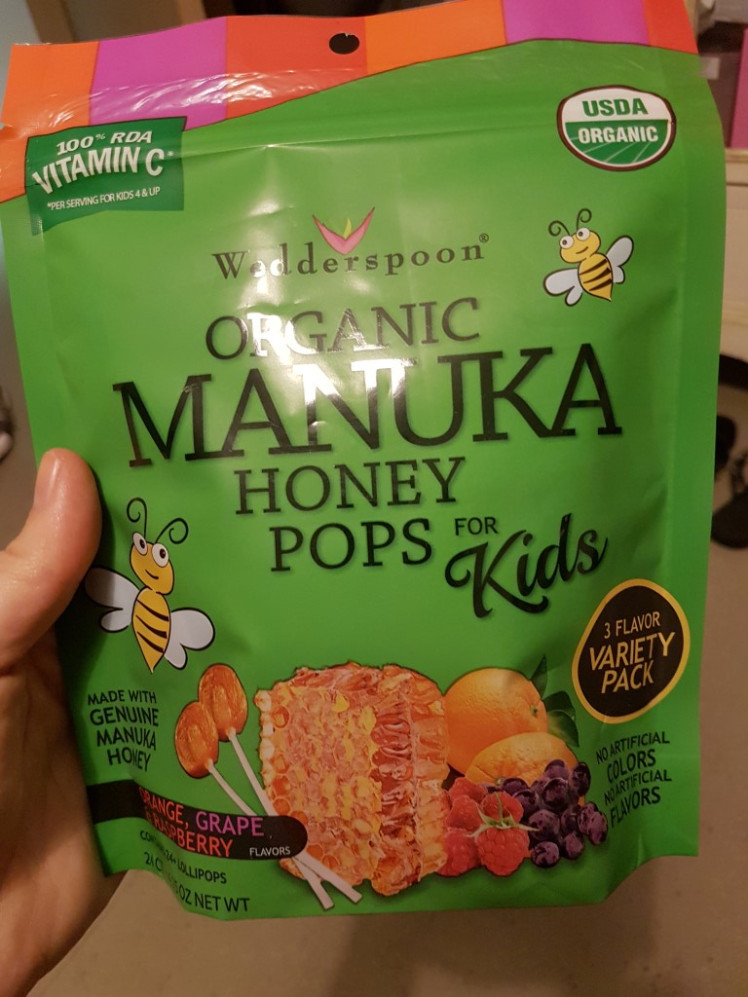 100% RDA
VITAMIN C*
*PER SERVING FOR KIDS 4 & UP
USDA
ORGANIC
Wedderspoon®
ORGANIC
MANUKA
HONEY
POPS FOR
Kids
3 FLAVOR
VARIETY
PACK
MADE WITH
GENUINE
MANUKA
HONEY
NO ARTIFICIAL
COLORS
NO ARTIFICIAL
FLAVORS
ORANGE, GRAPE
RASPBERRY FLAVORS
24+ LOLLIPOPS
OZ NET WT